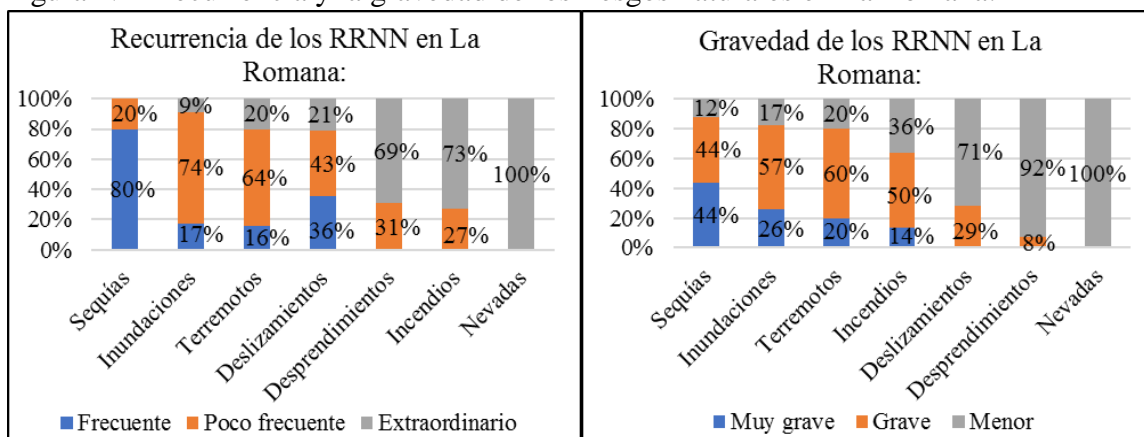 Recurrencia de los RRNN en La
Romana:
100%
80%
60%
40%
20%
0%
20%
80%
9%
74%
17%
20%
64%
16%
21%
43%
36%
69%
31%
73%
27%
100%
Sequías
Inundaciones
Terremotos
Deslizamientos
Desprendimientos
Incendios
Nevadas
Frecuente Poco frecuente Extraordinario
Gravedad de los RRNN en La
Romana:
100%
80%
60%
40%
20%
0%
12%
44%
44%
17%
57%
26%
20%
60%
20%
36%
50%
14%
71%
29%
92%
8%
100%
Sequías
Inundaciones
Terremotos
Incendios
Deslizamientos
Desprendimientos
Nevadas
Muy grave Grave Menor